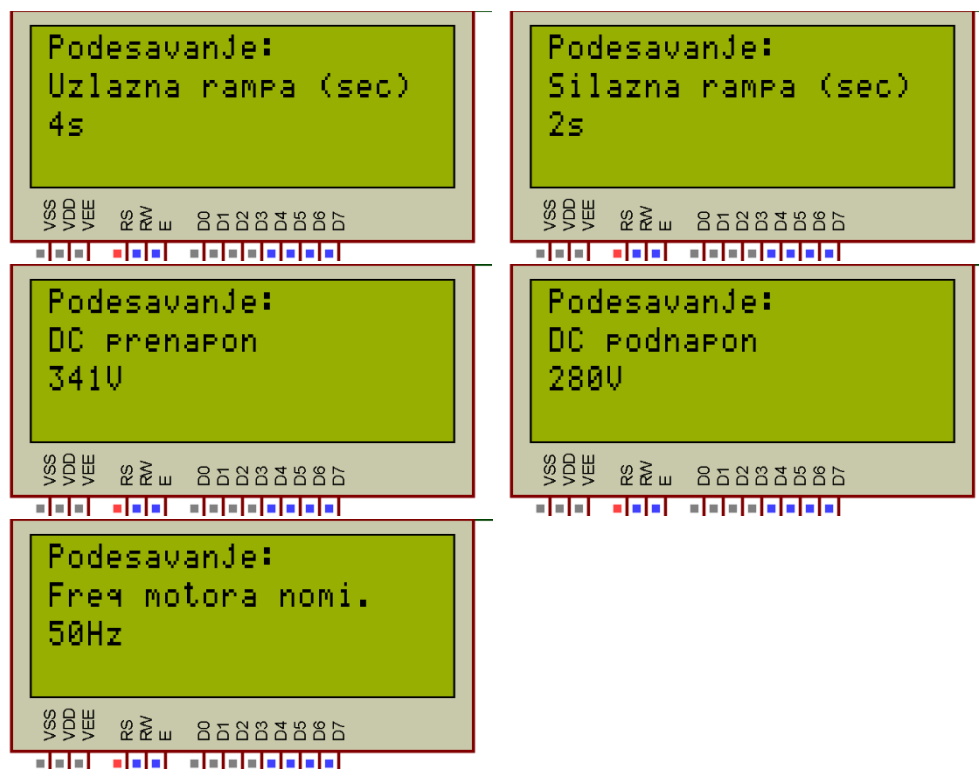 Podesavanje:
Uzlazna rampa (sec)
4s
VSS VDD VEE RS RW E D0 D1 D2 D3 D4 D5 D6 D7
Podesavanje:
Silazna rampa (sec)
2s
VSS VDD VEE RS RW E D0 D1 D2 D3 D4 D5 D6 D7
Podesavanje:
DC prenapon
341V
VSS VDD VEE RS RW E D0 D1 D2 D3 D4 D5 D6 D7
Podesavanje:
DC podnapon
280V
VSS VDD VEE RS RW E D0 D1 D2 D3 D4 D5 D6 D7
Podesavanje:
Freq motora nomi.
50Hz
VSS VDD VEE RS RW E D0 D1 D2 D3 D4 D5 D6 D7